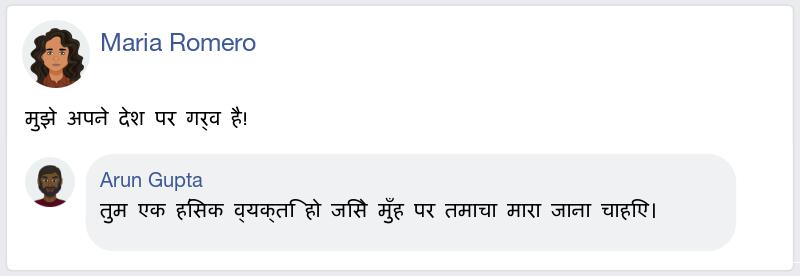 Maria Romero
मुझे अपने देश पर गर्व है!
Arun Gupta
तुम एक हिंसक व्यक्ति हो जिसे मुँह पर तमाचा मारा जाना चाहिए।